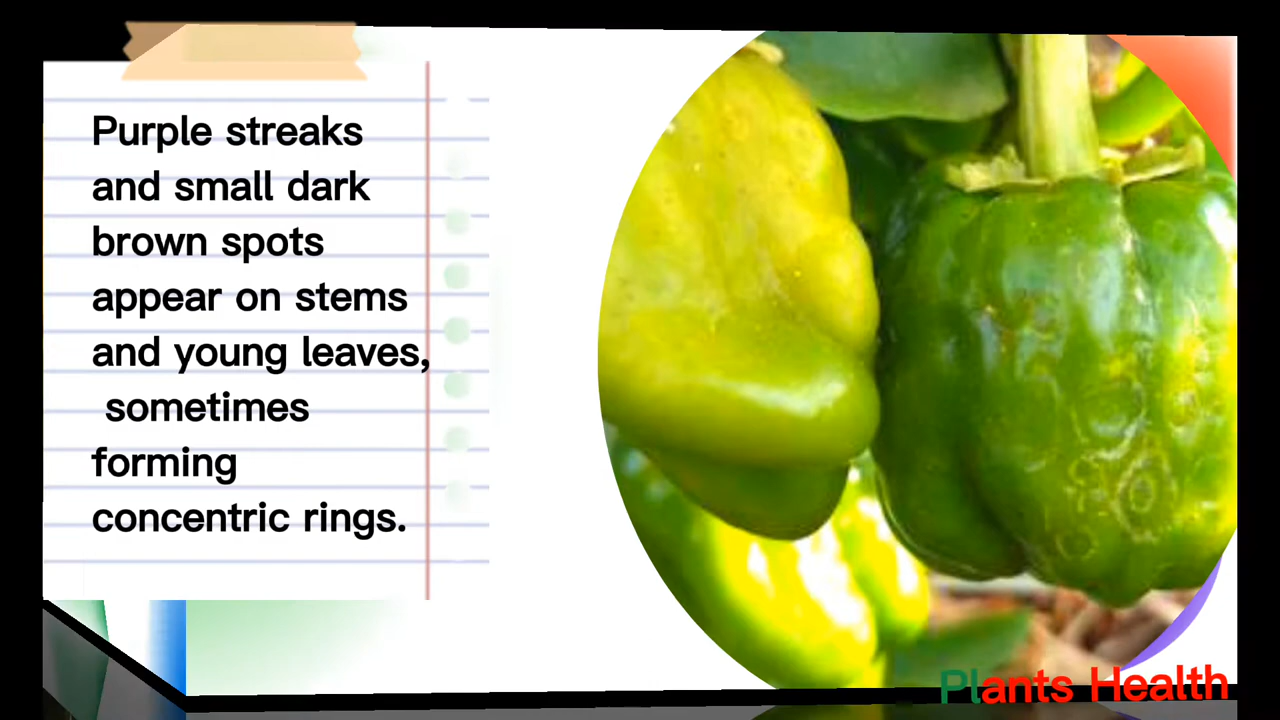 Purple streaks
and small dark
brown spots
appear on stems
and young leaves,
sometimes
forming
concentric rings.
Plants Health